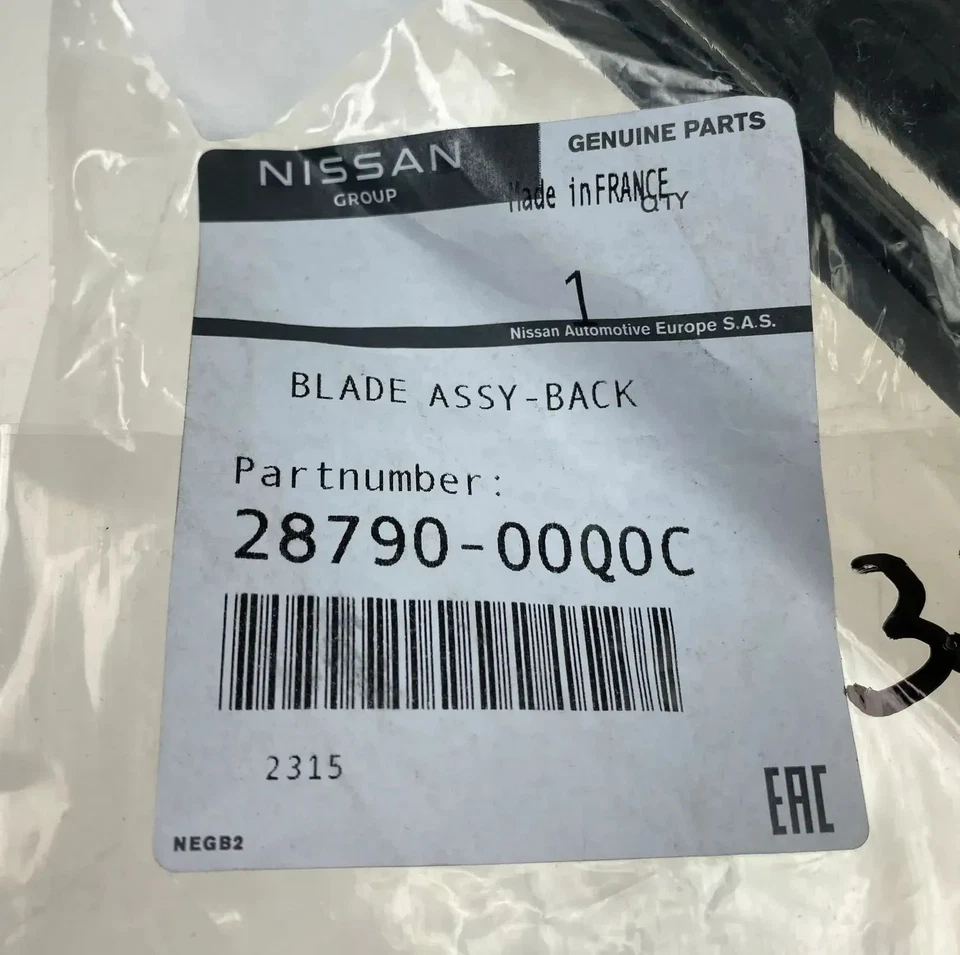 NISSAN
GROUP
GENUINE PARTS
Made in FRANCE
QTY
1
Nissan Automotive Europe S.A.S.
BLADE ASSY-BACK
Partnumber:
28790-00Q0C
2315
NEGB2
EAC
3